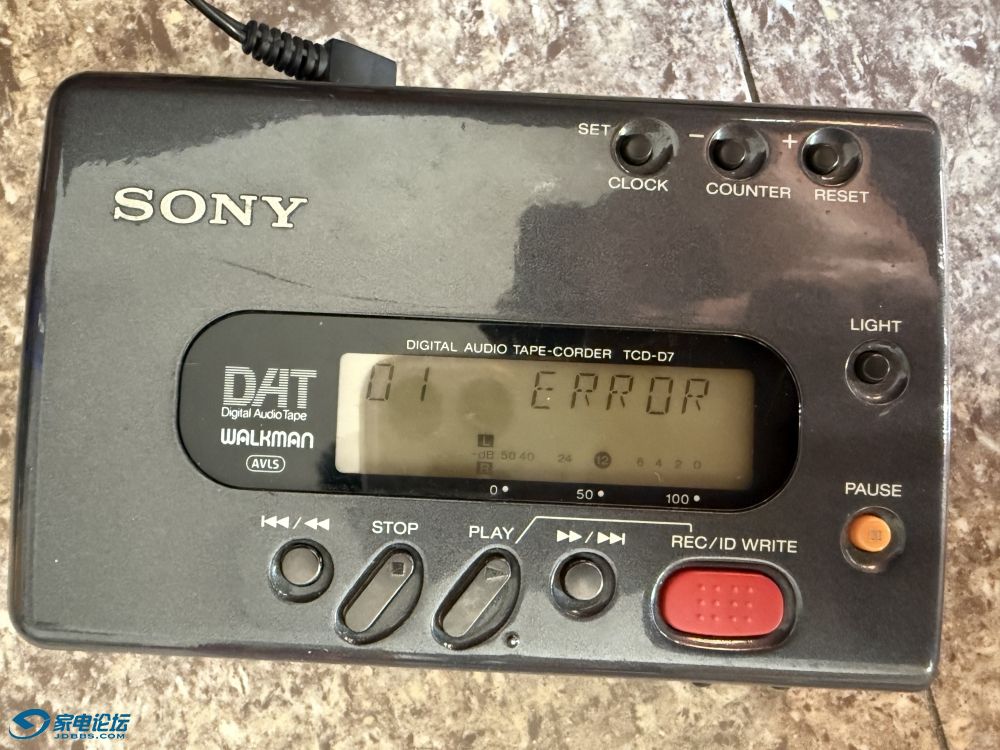 SET
−
+
CLOCK
COUNTER
RESET
SONY
LIGHT
DIGITAL AUDIO TAPE-CORDER TCD-D7
DAT
Digital Audio Tape
WALKMAN
AVLS
01 ERROR
L
-dB 50 40 24 12 6 4 2 0
R
0 50 100
PAUSE
STOP
PLAY
REC/ID WRITE
家电论坛
JDBBS.COM